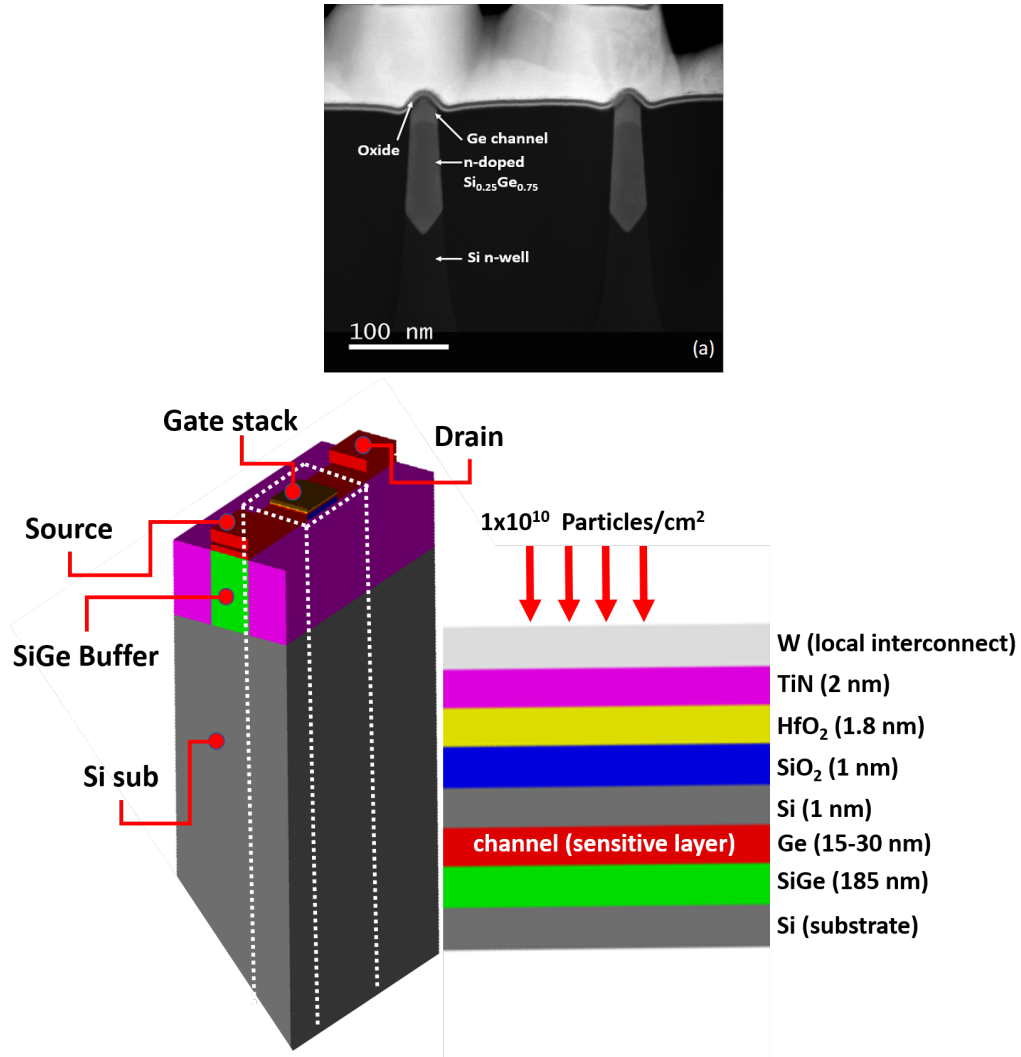 Oxide
Ge channel
n-doped
Si₀.₂₅Ge₀.₇₅
Si n-well
100 nm
(a)
Gate stack
Drain
Source
SiGe Buffer
Si sub
1x10¹⁰ Particles/cm²
W (local interconnect)
TiN (2 nm)
HfO₂ (1.8 nm)
SiO₂ (1 nm)
Si (1 nm)
channel (sensitive layer)
Ge (15-30 nm)
SiGe (185 nm)
Si (substrate)